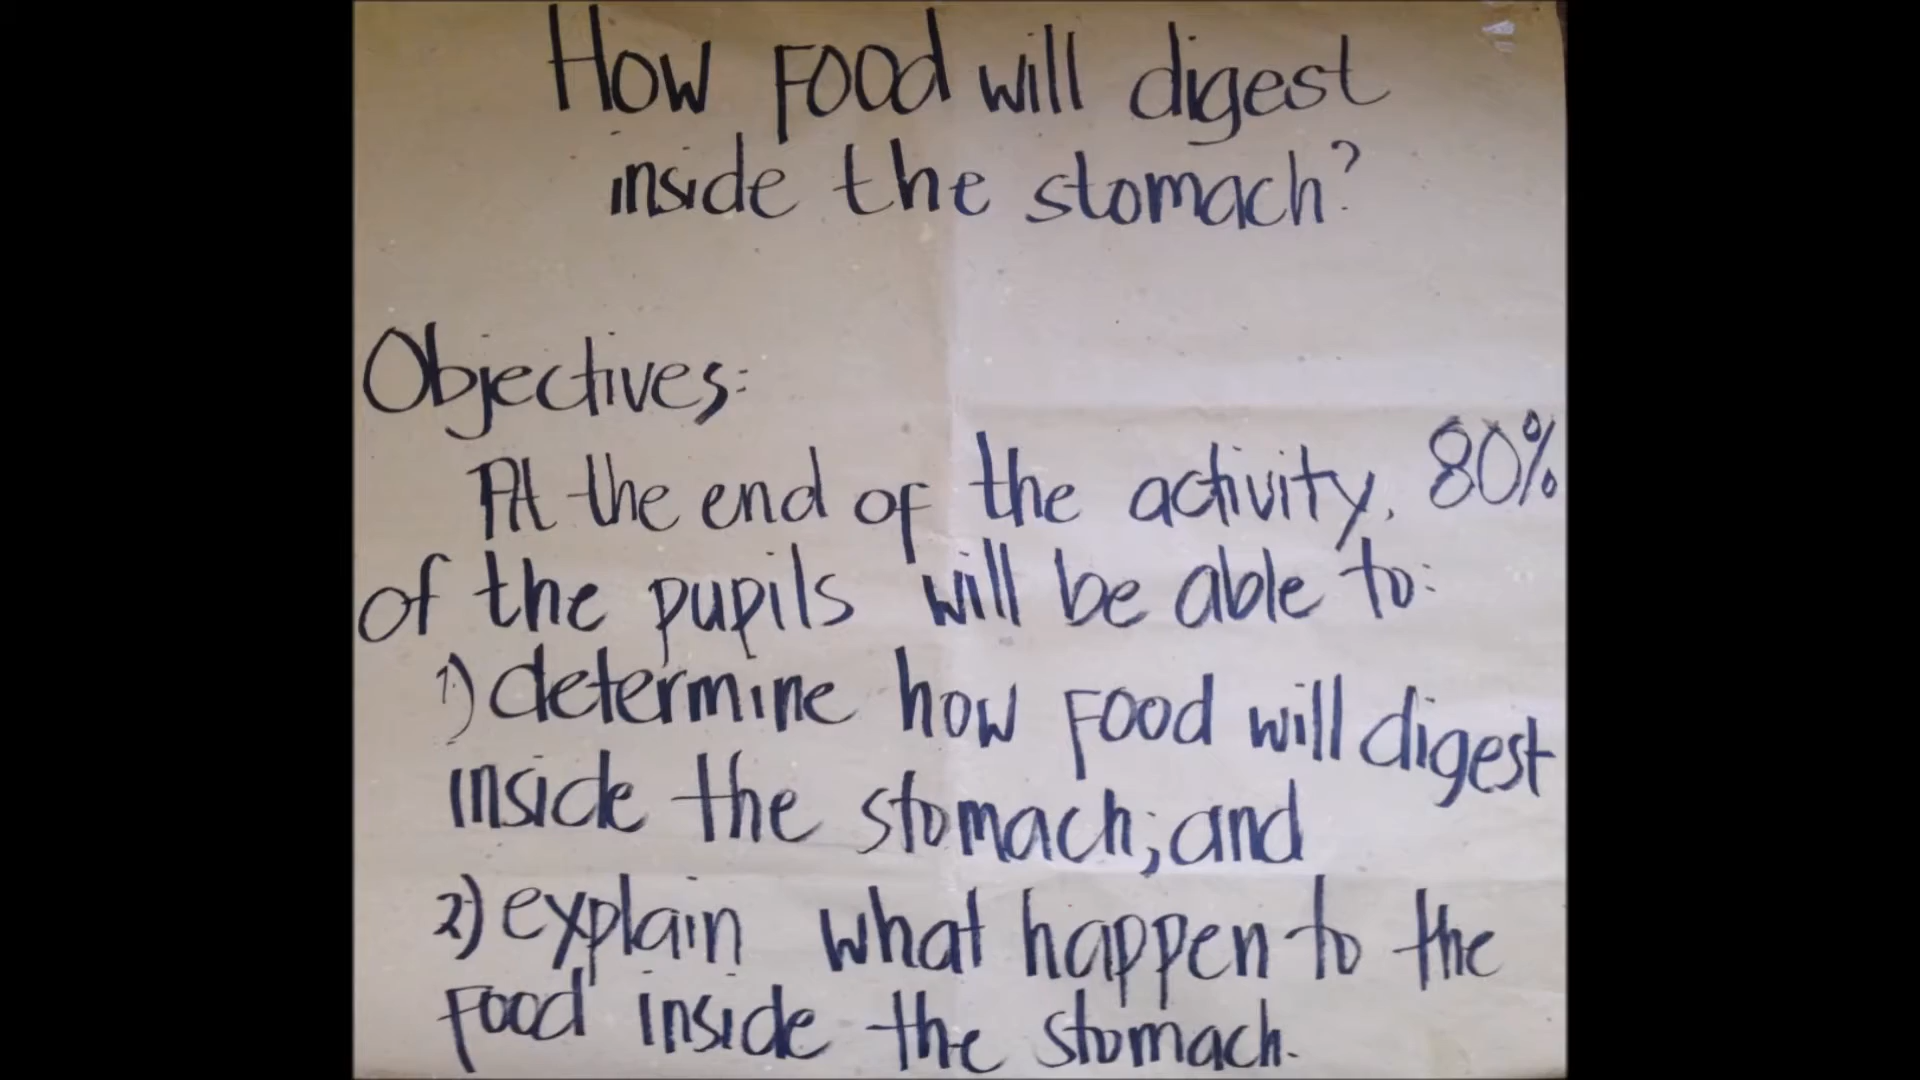 How Food will digest
inside the stomach?
Objectives:
At the end of the activity, 80%
of the pupils will be able to:
1) determine how Food will digest
inside the stomach; and
2) explain what happen to the
Food inside the stomach.